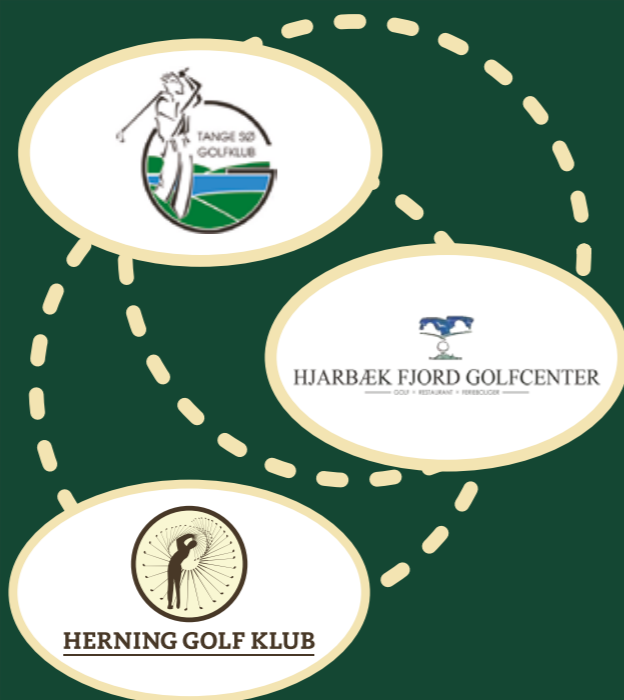 TANGE SØ
GOLFKLUB
HJARBÆK FJORD GOLFCENTER
GOLF • RESTAURANT • FERIEBOLIGER
HERNING GOLF KLUB